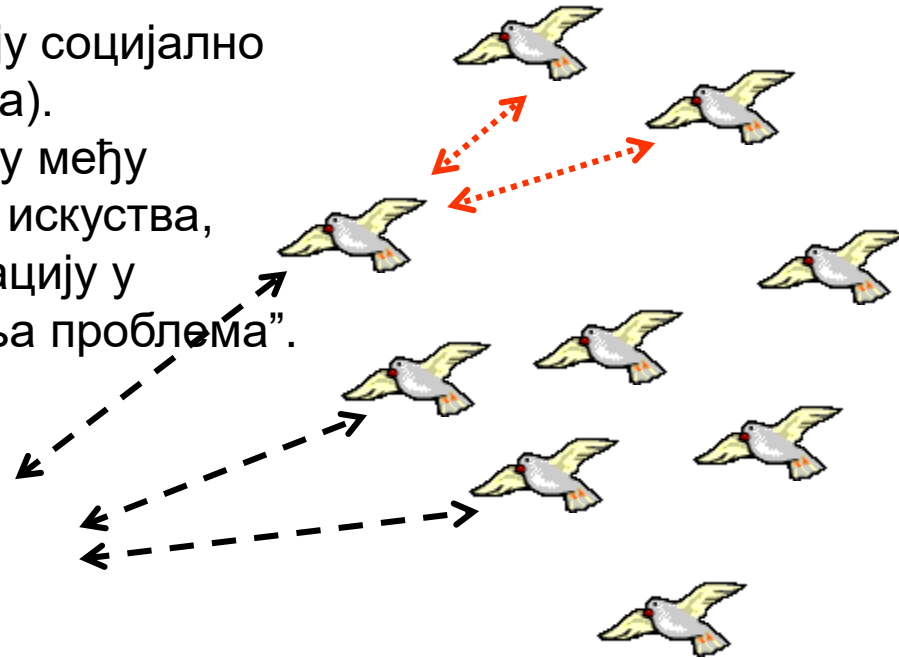 ју социјално
а).
у међу
искуства,
ацију у
ња проблема”.